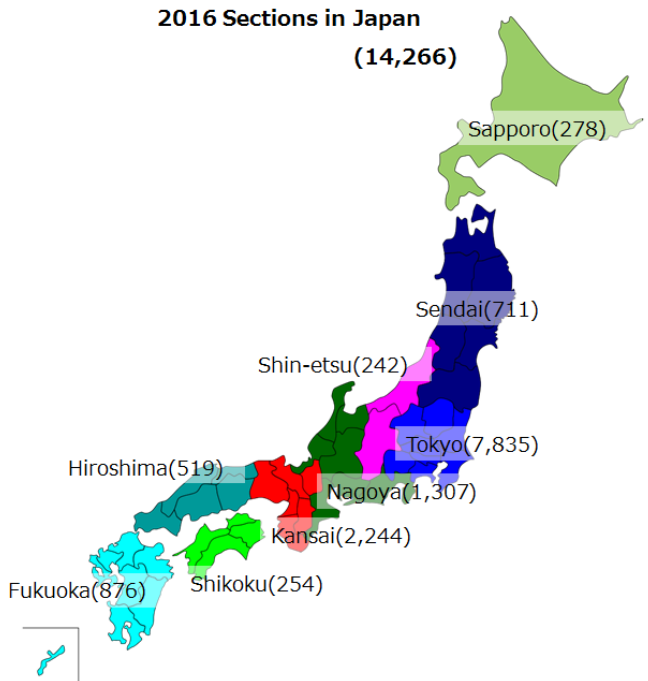 2016 Sections in Japan
(14,266)
Sapporo(278)
Sendai(711)
Shin-etsu(242)
Tokyo(7,835)
Hiroshima(519)
Nagoya(1,307)
Kansai(2,244)
Shikoku(254)
Fukuoka(876)